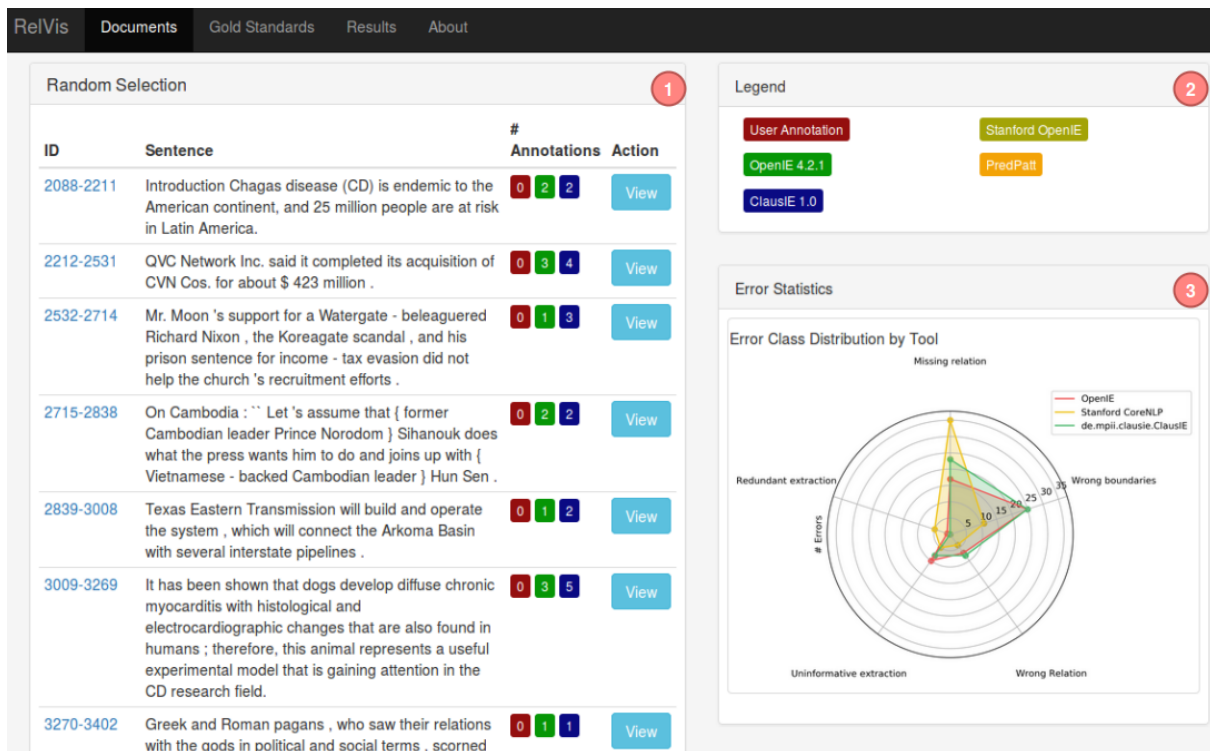 RelVis Documents Gold Standards Results About
Random Selection
1
ID Sentence # Annotations Action
2088-2211 Introduction Chagas disease (CD) is endemic to the 0 2 2 View
American continent, and 25 million people are at risk
in Latin America.
2212-2531 QVC Network Inc. said it completed its acquisition of 0 3 4 View
CVN Cos. for about $ 423 million .
2532-2714 Mr. Moon 's support for a Watergate - beleaguered 0 1 3 View
Richard Nixon , the Koreagate scandal , and his
prison sentence for income - tax evasion did not
help the church 's recruitment efforts .
2715-2838 On Cambodia : `` Let 's assume that { former 0 2 2 View
Cambodian leader Prince Norodom } Sihanouk does
what the press wants him to do and joins up with {
Vietnamese - backed Cambodian leader } Hun Sen .
2839-3008 Texas Eastern Transmission will build and operate 0 1 2 View
the system , which will connect the Arkoma Basin
with several interstate pipelines .
3009-3269 It has been shown that dogs develop diffuse chronic 0 3 5 View
myocarditis with histological and
electrocardiographic changes that are also found in
humans ; therefore, this animal represents a useful
experimental model that is gaining attention in the
CD research field.
3270-3402 Greek and Roman pagans , who saw their relations 0 1 1 View
with the gods in political and social terms , scorned
Legend
2
User Annotation Stanford OpenIE
OpenIE 4.2.1 PredPatt
ClausIE 1.0
Error Statistics
3
Error Class Distribution by Tool
Missing relation
OpenIE
Stanford CoreNLP
de.mpii.clausie.ClausIE
Redundant extraction
Wrong boundaries
5 10 15 20 25 30 35
# Errors
Uninformative extraction
Wrong Relation